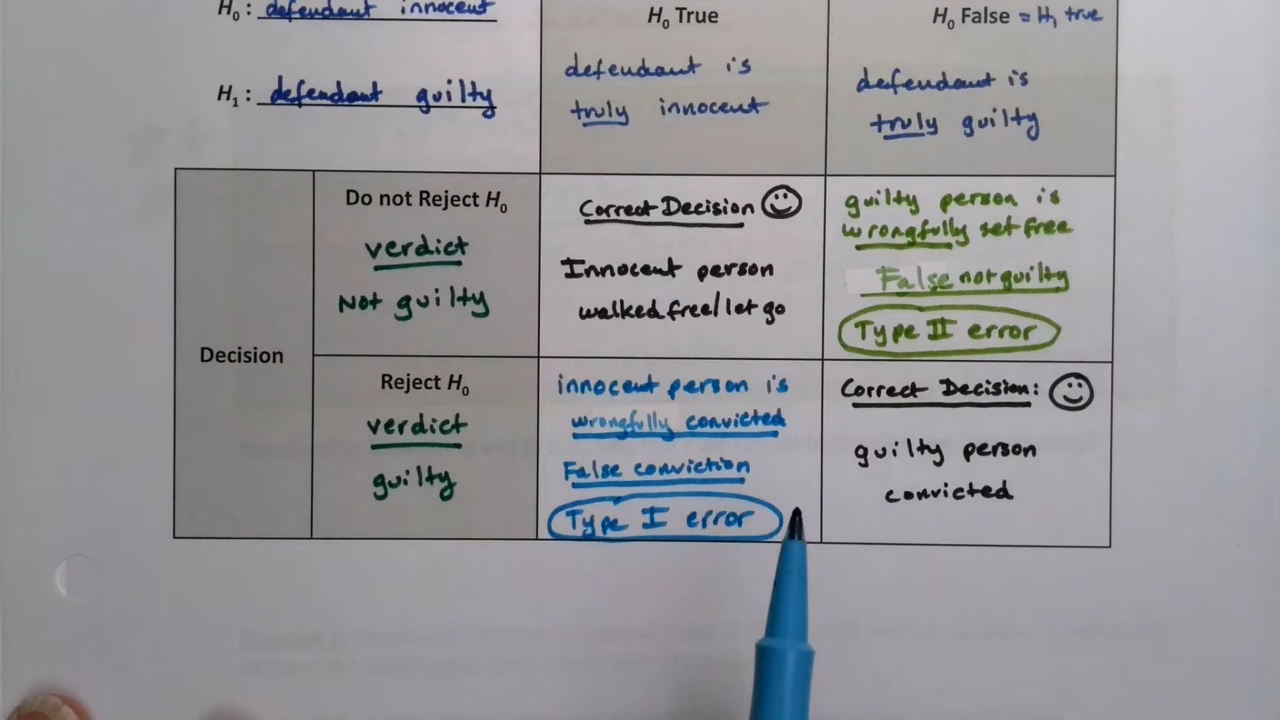 H₀: defendant innocent
H₁: defendant guilty
H₀ True
defendant is
truly innocent
H₀ False = H₁ true
defendant is
truly guilty
Decision
Do not Reject H₀
verdict
Not guilty
Correct Decision
Innocent person
walked free/let go
guilty person is
wrongfully set free
False not guilty
Type II error
Reject H₀
verdict
guilty
innocent person is
wrongfully convicted
False conviction
Type I error
Correct Decision:
guilty person
convicted